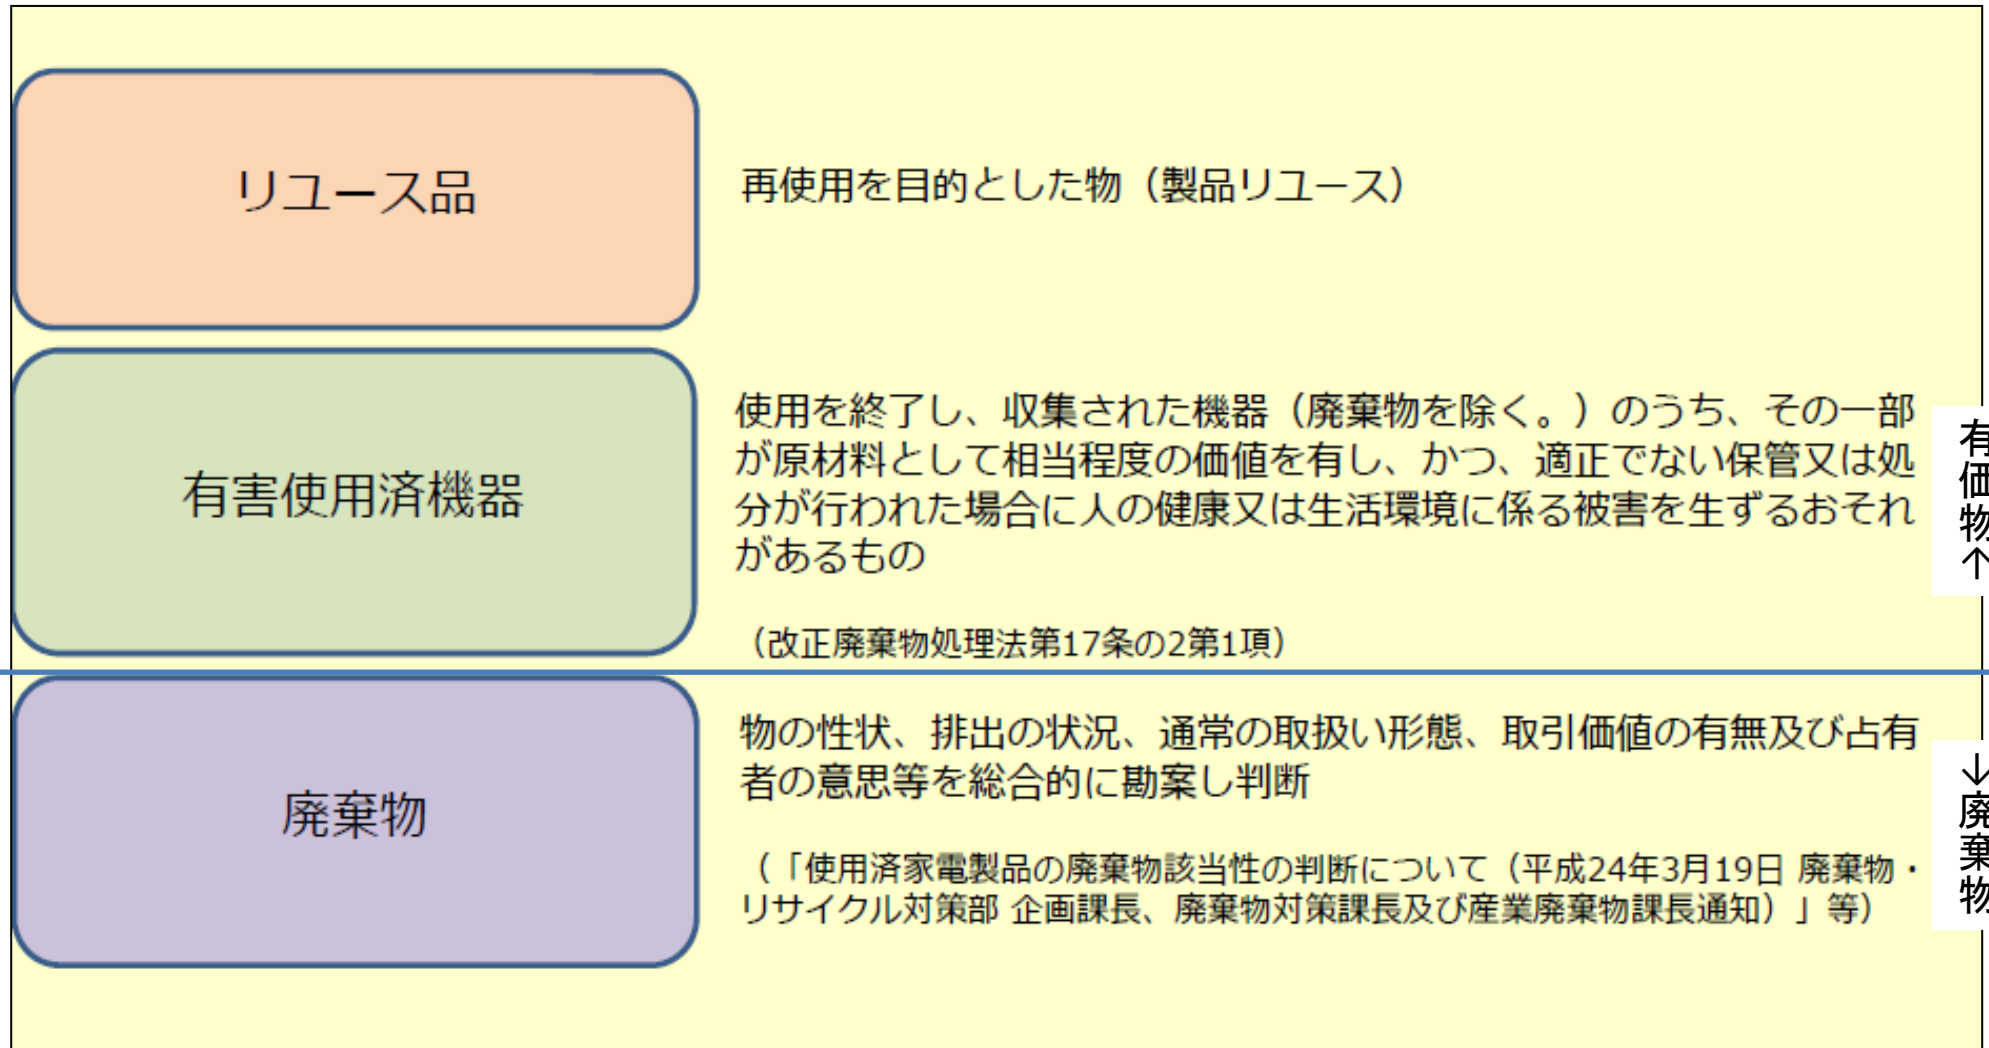 リユース品
再使用を目的とした物（製品リユース）
有害使用済機器
使用を終了し、収集された機器（廃棄物を除く。）のうち、その一部
が原材料として相当程度の価値を有し、かつ、適正でない保管又は処
分が行われた場合に人の健康又は生活環境に係る被害を生ずるおそれ
があるもの
（改正廃棄物処理法第17条の2第1項）
有価物↑
廃棄物
物の性状、排出の状況、通常の取扱い形態、取引価値の有無及び占有
者の意思等を総合的に勘案し判断
（「使用済家電製品の廃棄物該当性の判断について（平成24年3月19日 廃棄物・
リサイクル対策部 企画課長、廃棄物対策課長及び産業廃棄物課長通知）」等）
↓廃棄物